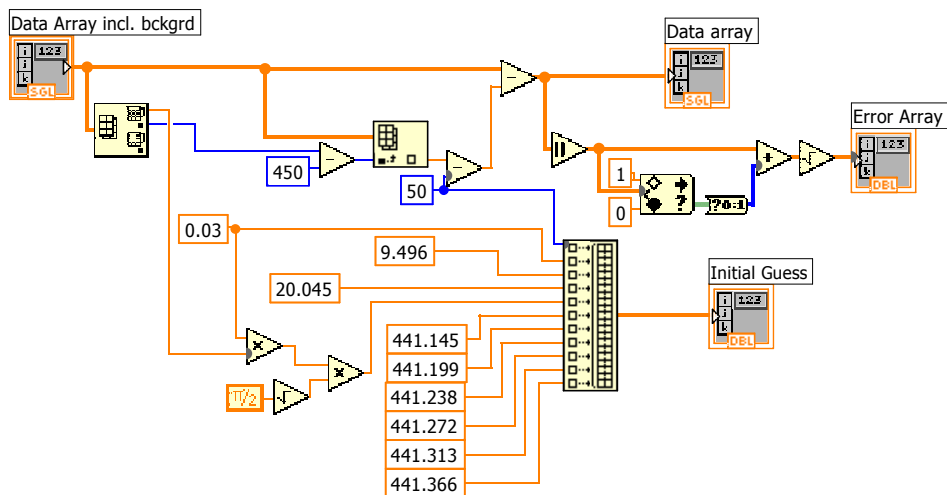 Data Array incl. bckgrd
Data array
i
j
k
123
SGL
i
j
k
123
SGL
Error Array
i
j
k
123
DBL
450
50
1
0
?0:1
0.03
9.496
20.045
Initial Guess
i
j
k
123
DBL
441.145
441.199
441.238
441.272
441.313
441.366
π/2